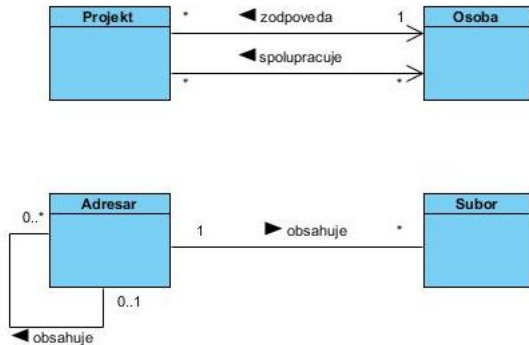 Projekt
* ◄ zodpoveda 1
Osoba
◄ spolupracuje
* *
Adresar
Subor
0..*
1 ► obsahuje *
0..1
◄ obsahuje